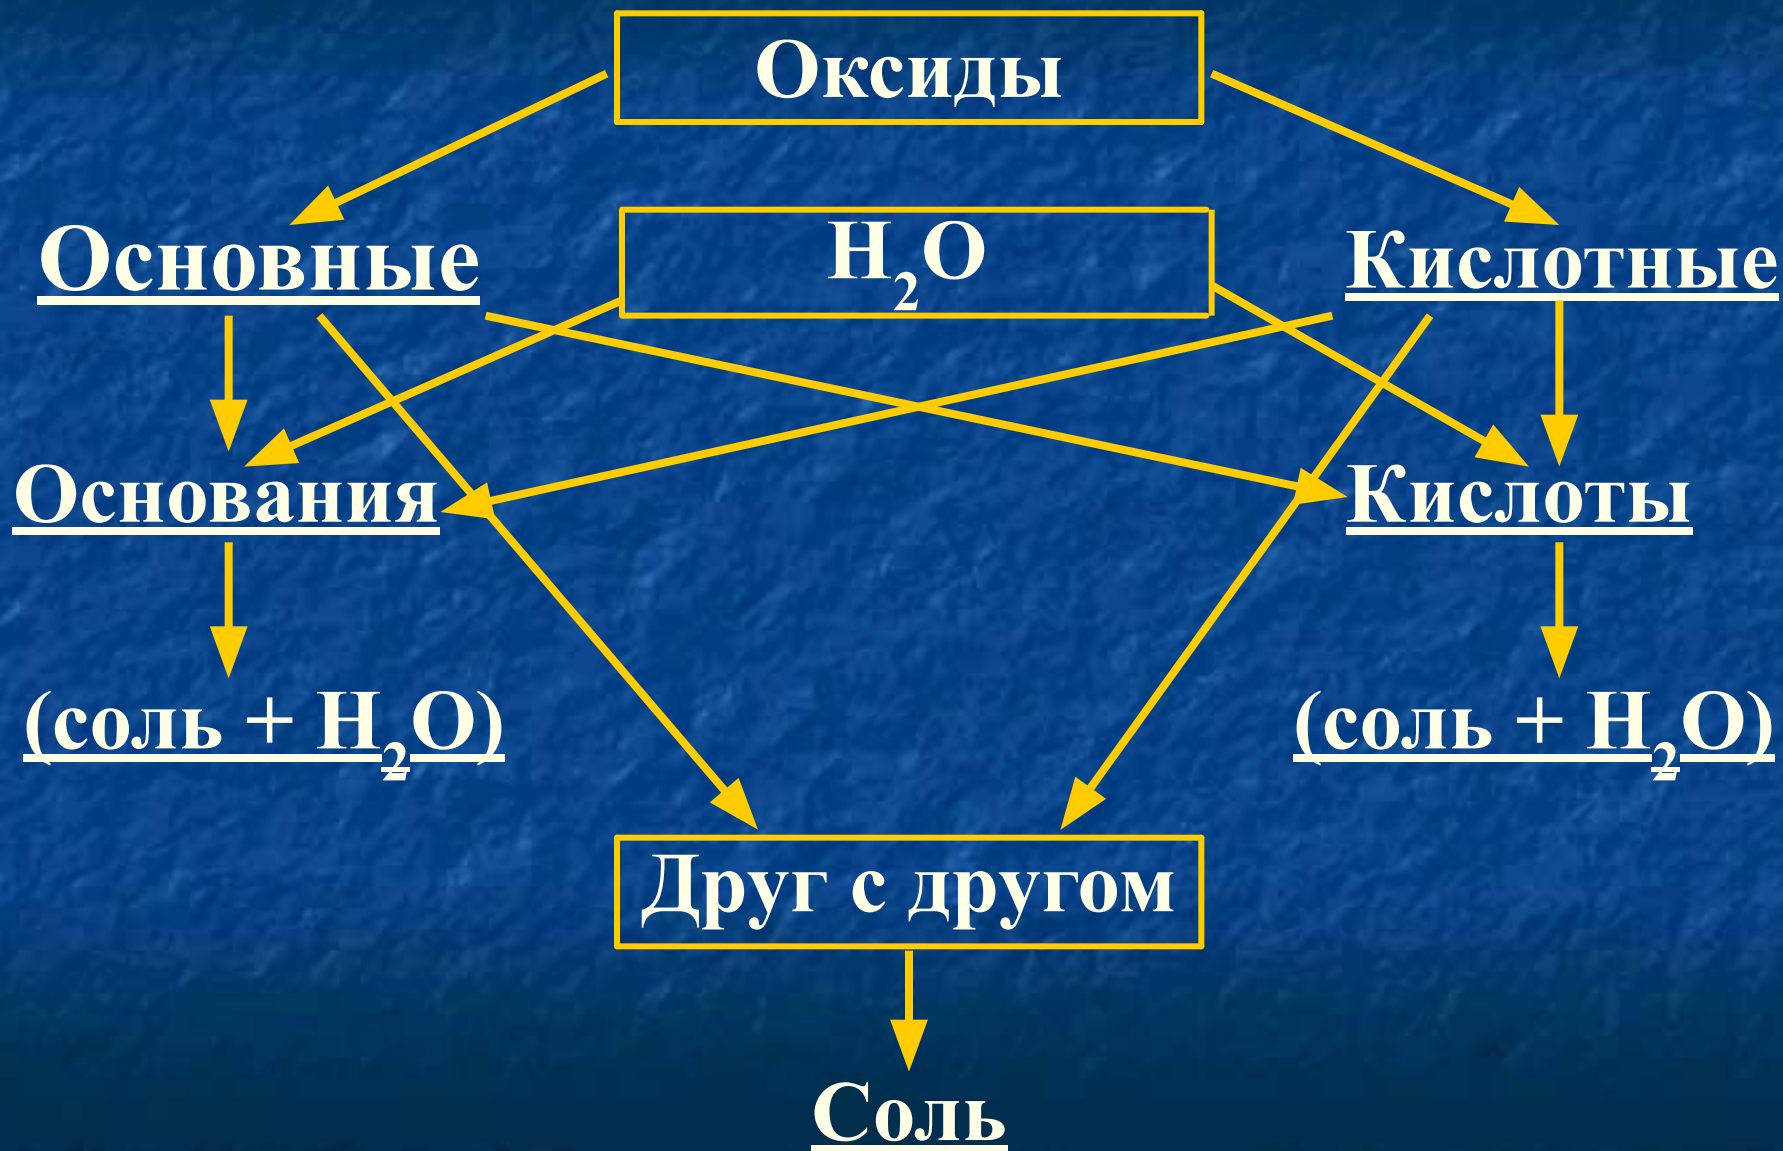 Оксиды
Основные
H₂O
Кислотные
Основания
Кислоты
(соль + H₂O)
(соль + H₂O)
Друг с другом
Соль